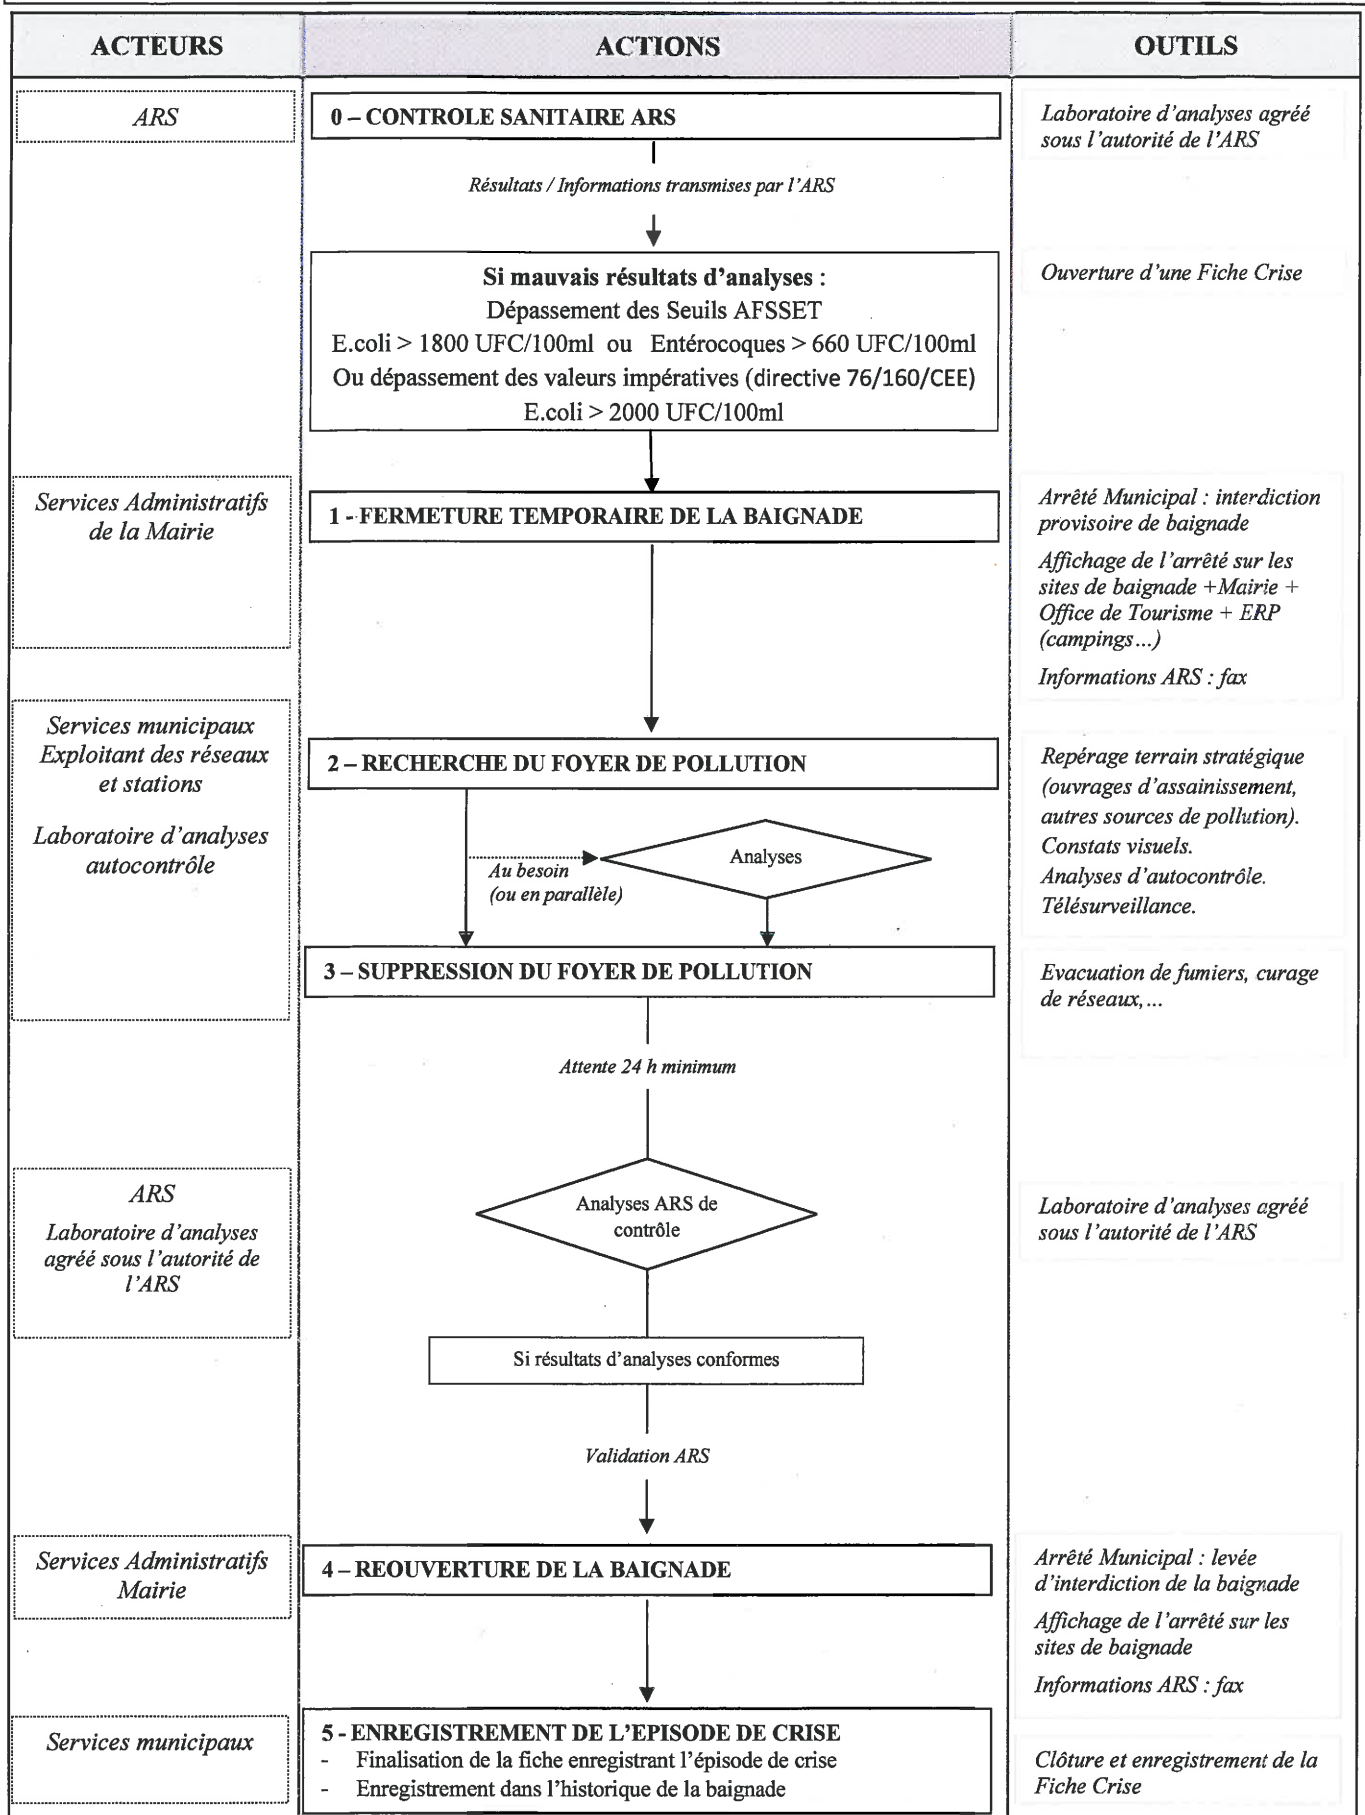 ACTEURS
ACTIONS
OUTILS
ARS
0 – CONTROLE SANITAIRE ARS
Laboratoire d'analyses agréé
sous l'autorité de l'ARS
Résultats / Informations transmises par l'ARS
Si mauvais résultats d'analyses :
Dépassement des Seuils AFSSET
E.coli > 1800 UFC/100ml ou Entérocoques > 660 UFC/100ml
Ou dépassement des valeurs impératives (directive 76/160/CEE)
E.coli > 2000 UFC/100ml
Ouverture d'une Fiche Crise
Services Administratifs
de la Mairie
1 - FERMETURE TEMPORAIRE DE LA BAIGNADE
Arrêté Municipal : interdiction
provisoire de baignade
Affichage de l'arrêté sur les
sites de baignade +Mairie +
Office de Tourisme + ERP
(campings...)
Informations ARS : fax
Services municipaux
Exploitant des réseaux
et stations
Laboratoire d'analyses
autocontrôle
2 – RECHERCHE DU FOYER DE POLLUTION
Au besoin
(ou en parallèle)
Analyses
Repérage terrain stratégique
(ouvrages d'assainissement,
autres sources de pollution).
Constats visuels.
Analyses d'autocontrôle.
Télésurveillance.
3 – SUPPRESSION DU FOYER DE POLLUTION
Evacuation de fumiers, curage
de réseaux,...
Attente 24 h minimum
ARS
Laboratoire d'analyses
agréé sous l'autorité de
l'ARS
Analyses ARS de
contrôle
Laboratoire d'analyses agréé
sous l'autorité de l'ARS
Si résultats d'analyses conformes
Validation ARS
Services Administratifs
Mairie
4 – REOUVERTURE DE LA BAIGNADE
Arrêté Municipal : levée
d'interdiction de la baignade
Affichage de l'arrêté sur les
sites de baignade
Informations ARS : fax
Services municipaux
5 - ENREGISTREMENT DE L'EPISODE DE CRISE
- Finalisation de la fiche enregistrant l'épisode de crise
- Enregistrement dans l'historique de la baignade
Clôture et enregistrement de la
Fiche Crise